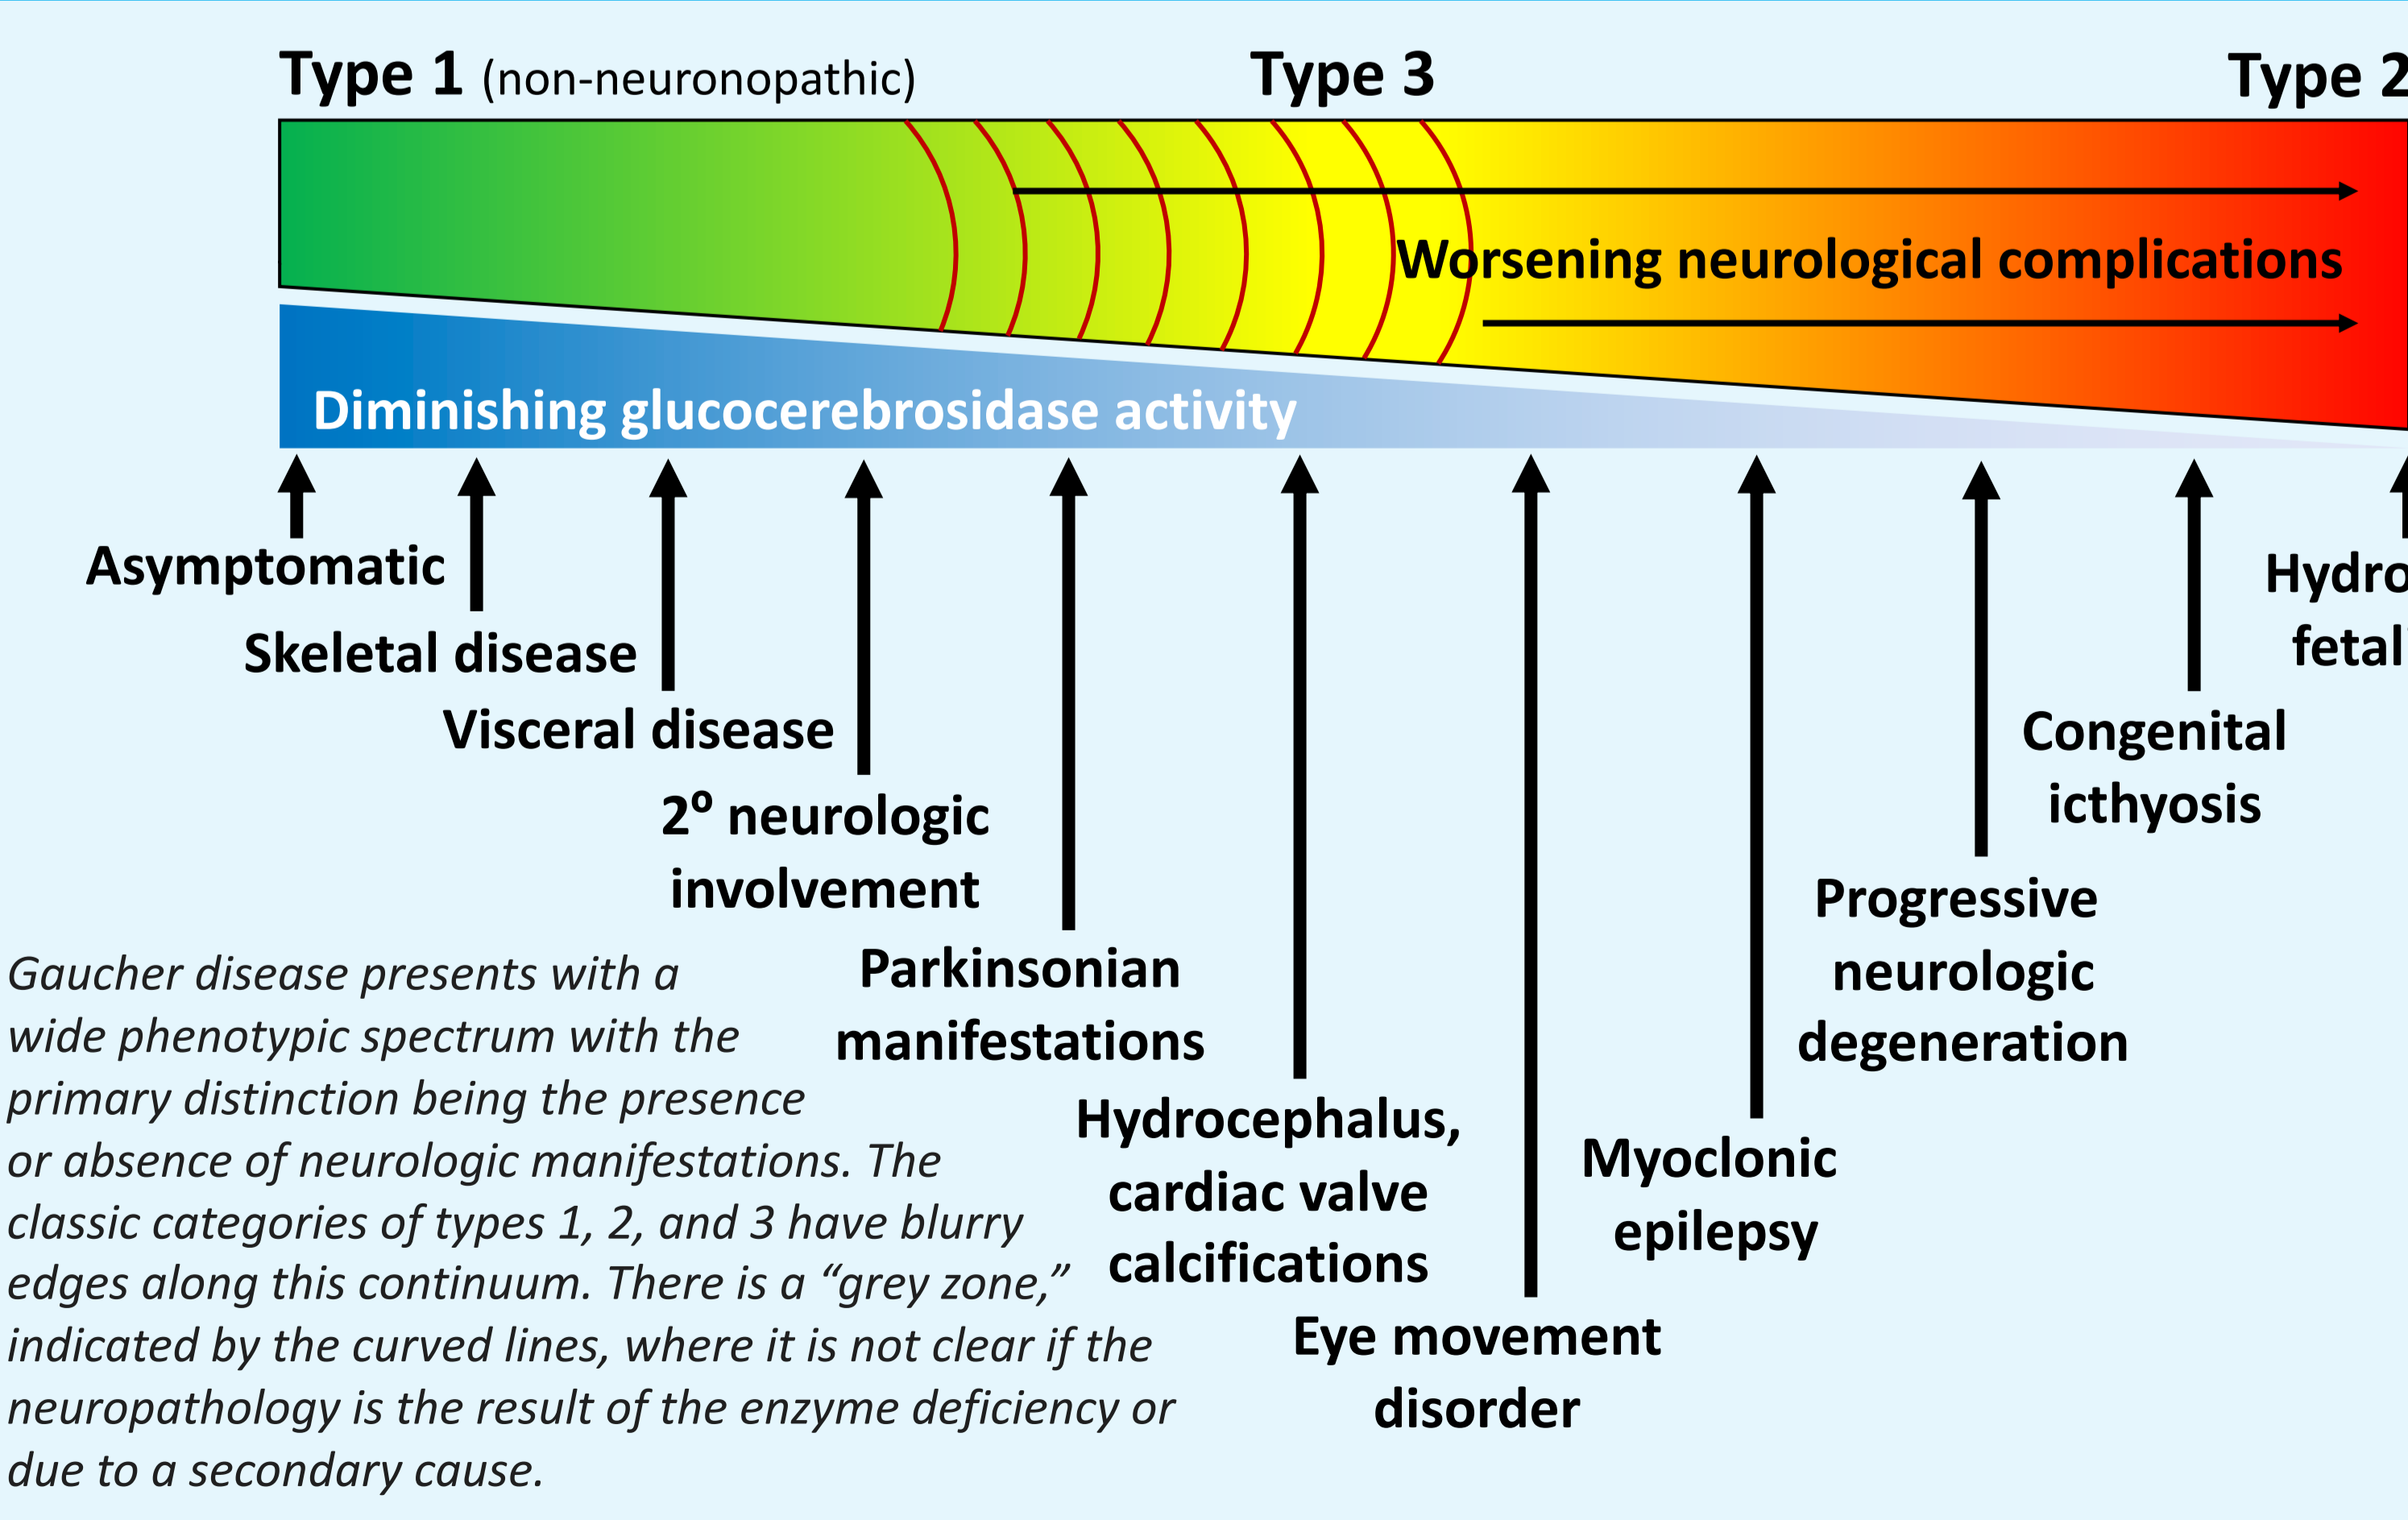 Type 1 (non-neuronopathic)
Type 3
Type 2
Worsening neurological complications
Diminishing glucocerebrosidase activity
Asymptomatic
Skeletal disease
Visceral disease
2º neurologic
involvement
Parkinsonian
manifestations
Hydrocephalus,
cardiac valve
calcifications
Eye movement
disorder
Myoclonic
epilepsy
Progressive
neurologic
degeneration
Congenital
icthyosis
Hydro
fetal
Gaucher disease presents with a
wide phenotypic spectrum with the
primary distinction being the presence
or absence of neurologic manifestations. The
classic categories of types 1, 2, and 3 have blurry
edges along this continuum. There is a “grey zone,”
indicated by the curved lines, where it is not clear if the
neuropathology is the result of the enzyme deficiency or
due to a secondary cause.